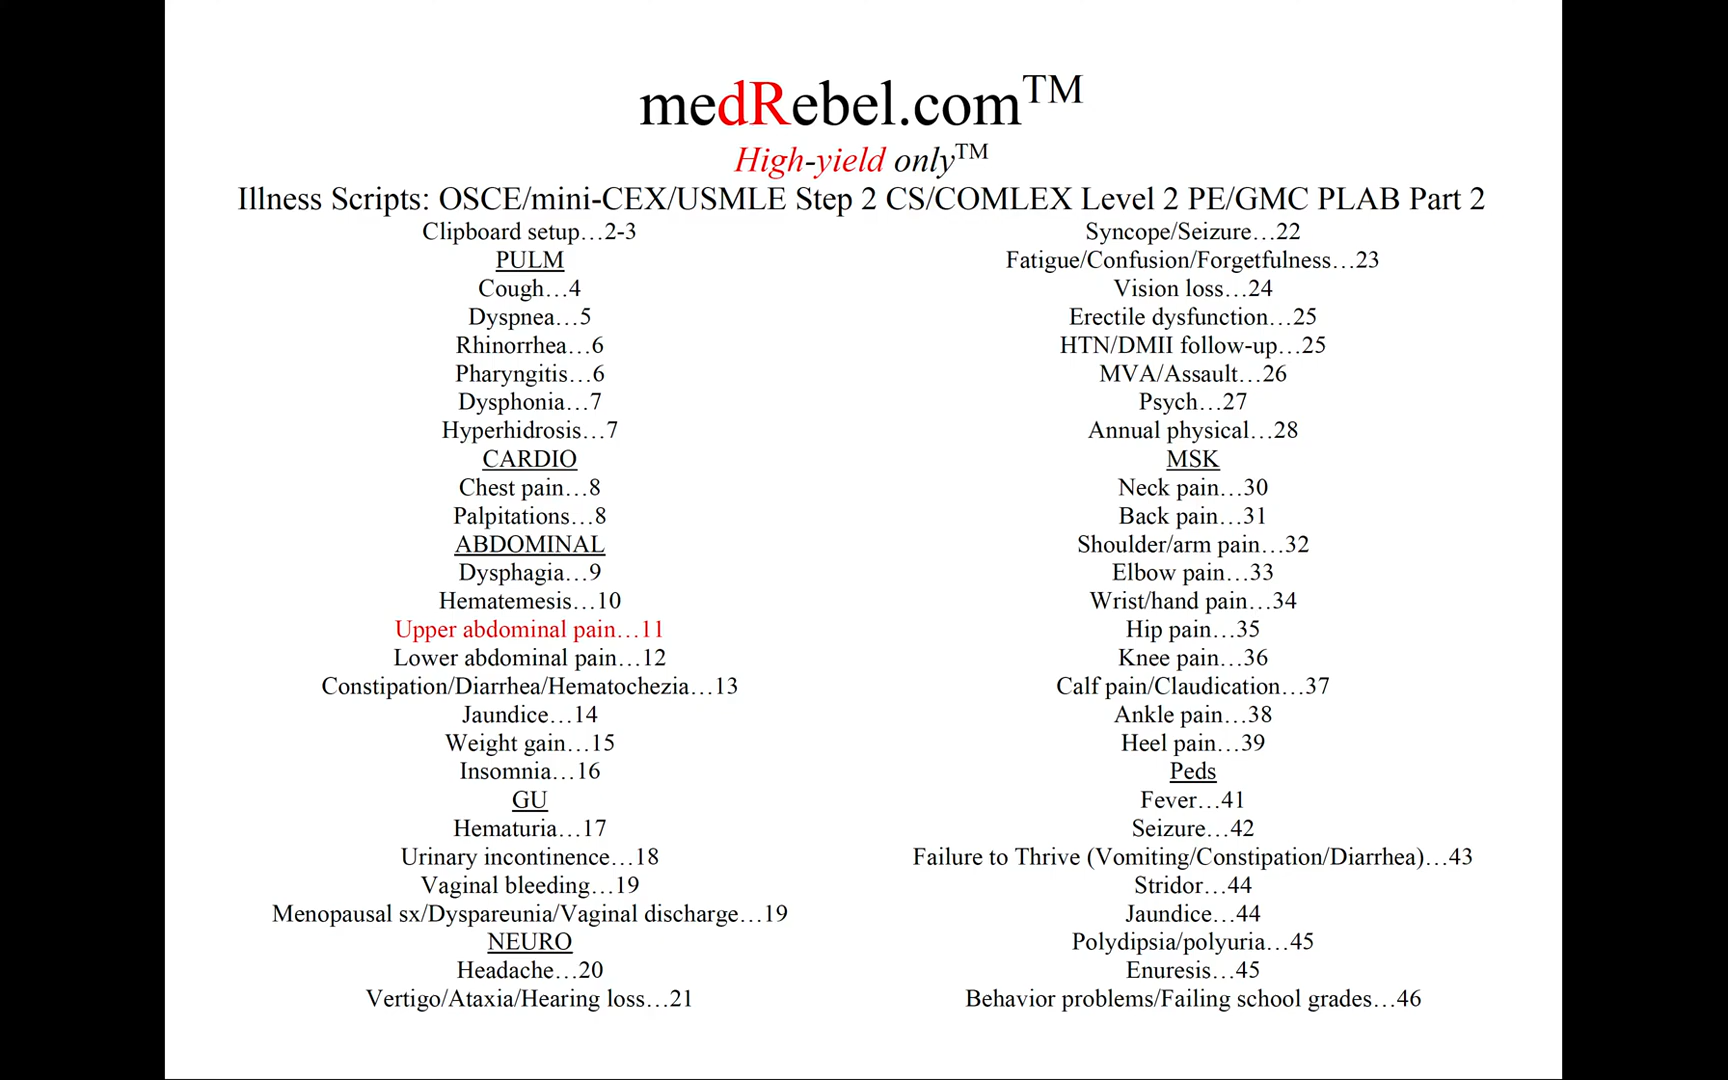 medRebel.com™
High-yield only™
Illness Scripts: OSCE/mini-CEX/USMLE Step 2 CS/COMLEX Level 2 PE/GMC PLAB Part 2
Clipboard setup…2-3
PULM
Cough…4
Dyspnea…5
Rhinorrhea…6
Pharyngitis…6
Dysphonia…7
Hyperhidrosis…7
CARDIO
Chest pain…8
Palpitations…8
ABDOMINAL
Dysphagia…9
Hematemesis…10
Upper abdominal pain…11
Lower abdominal pain…12
Constipation/Diarrhea/Hematochezia…13
Jaundice…14
Weight gain…15
Insomnia…16
GU
Hematuria…17
Urinary incontinence…18
Vaginal bleeding…19
Menopausal sx/Dyspareunia/Vaginal discharge…19
NEURO
Headache…20
Vertigo/Ataxia/Hearing loss…21
Syncope/Seizure…22
Fatigue/Confusion/Forgetfulness…23
Vision loss…24
Erectile dysfunction…25
HTN/DMII follow-up…25
MVA/Assault…26
Psych…27
Annual physical…28
MSK
Neck pain…30
Back pain…31
Shoulder/arm pain…32
Elbow pain…33
Wrist/hand pain…34
Hip pain…35
Knee pain…36
Calf pain/Claudication…37
Ankle pain…38
Heel pain…39
Peds
Fever…41
Seizure…42
Failure to Thrive (Vomiting/Constipation/Diarrhea)…43
Stridor…44
Jaundice…44
Polydipsia/polyuria…45
Enuresis…45
Behavior problems/Failing school grades…46